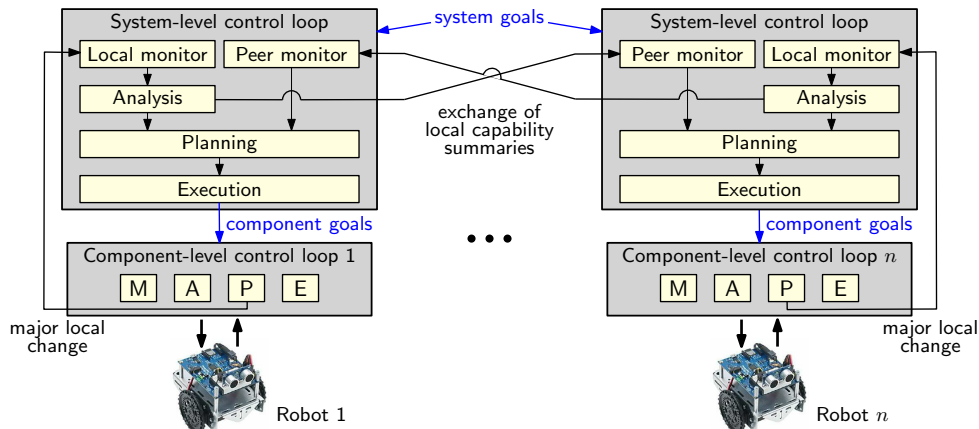 System-level control loop
system goals
System-level control loop
Local monitor
Peer monitor
Peer monitor
Local monitor
Analysis
Analysis
exchange of
local capability
summaries
Planning
Planning
Execution
Execution
component goals
component goals
Component-level control loop 1
M A P E
Component-level control loop n
M A P E
major local
change
major local
change
Robot 1
Robot n